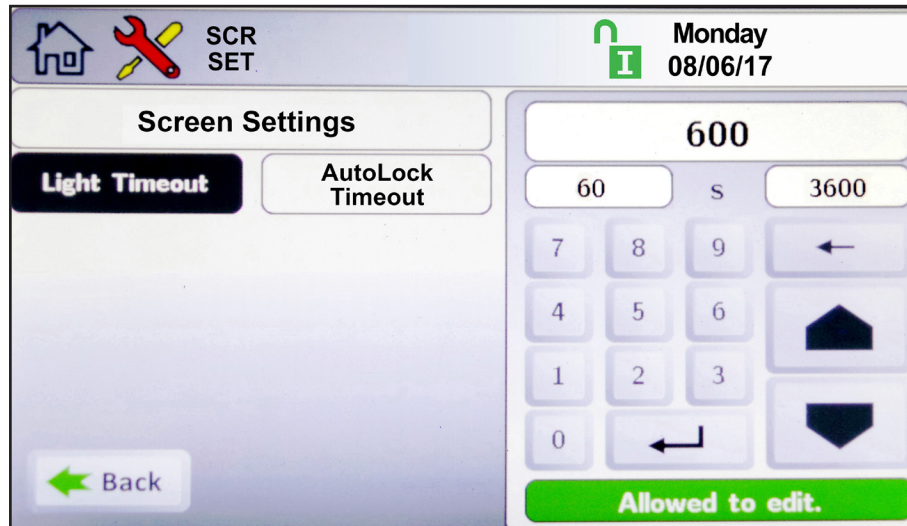 SCR
SET
I
Monday
08/06/17
Screen Settings
Light Timeout
AutoLock
Timeout
600
60
s
3600
7
8
9
4
5
6
1
2
3
0
Back
Allowed to edit.